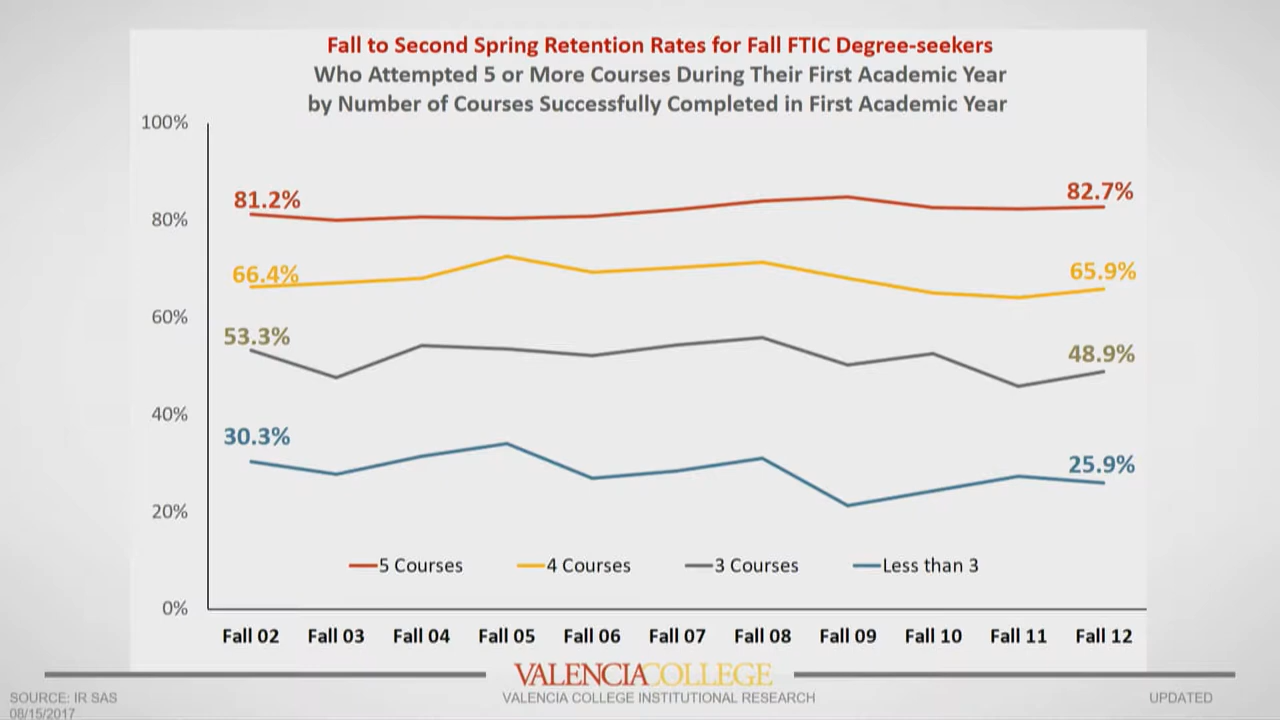 Fall to Second Spring Retention Rates for Fall FTIC Degree-seekers
Who Attempted 5 or More Courses During Their First Academic Year
by Number of Courses Successfully Completed in First Academic Year
100%
80%
60%
40%
20%
0%
81.2%
82.7%
66.4%
65.9%
53.3%
48.9%
30.3%
25.9%
5 Courses
4 Courses
3 Courses
Less than 3
Fall 02
Fall 03
Fall 04
Fall 05
Fall 06
Fall 07
Fall 08
Fall 09
Fall 10
Fall 11
Fall 12
VALENCIACOLLEGE
VALENCIA COLLEGE INSTITUTIONAL RESEARCH
SOURCE: IR SAS
08/15/2017
UPDATED